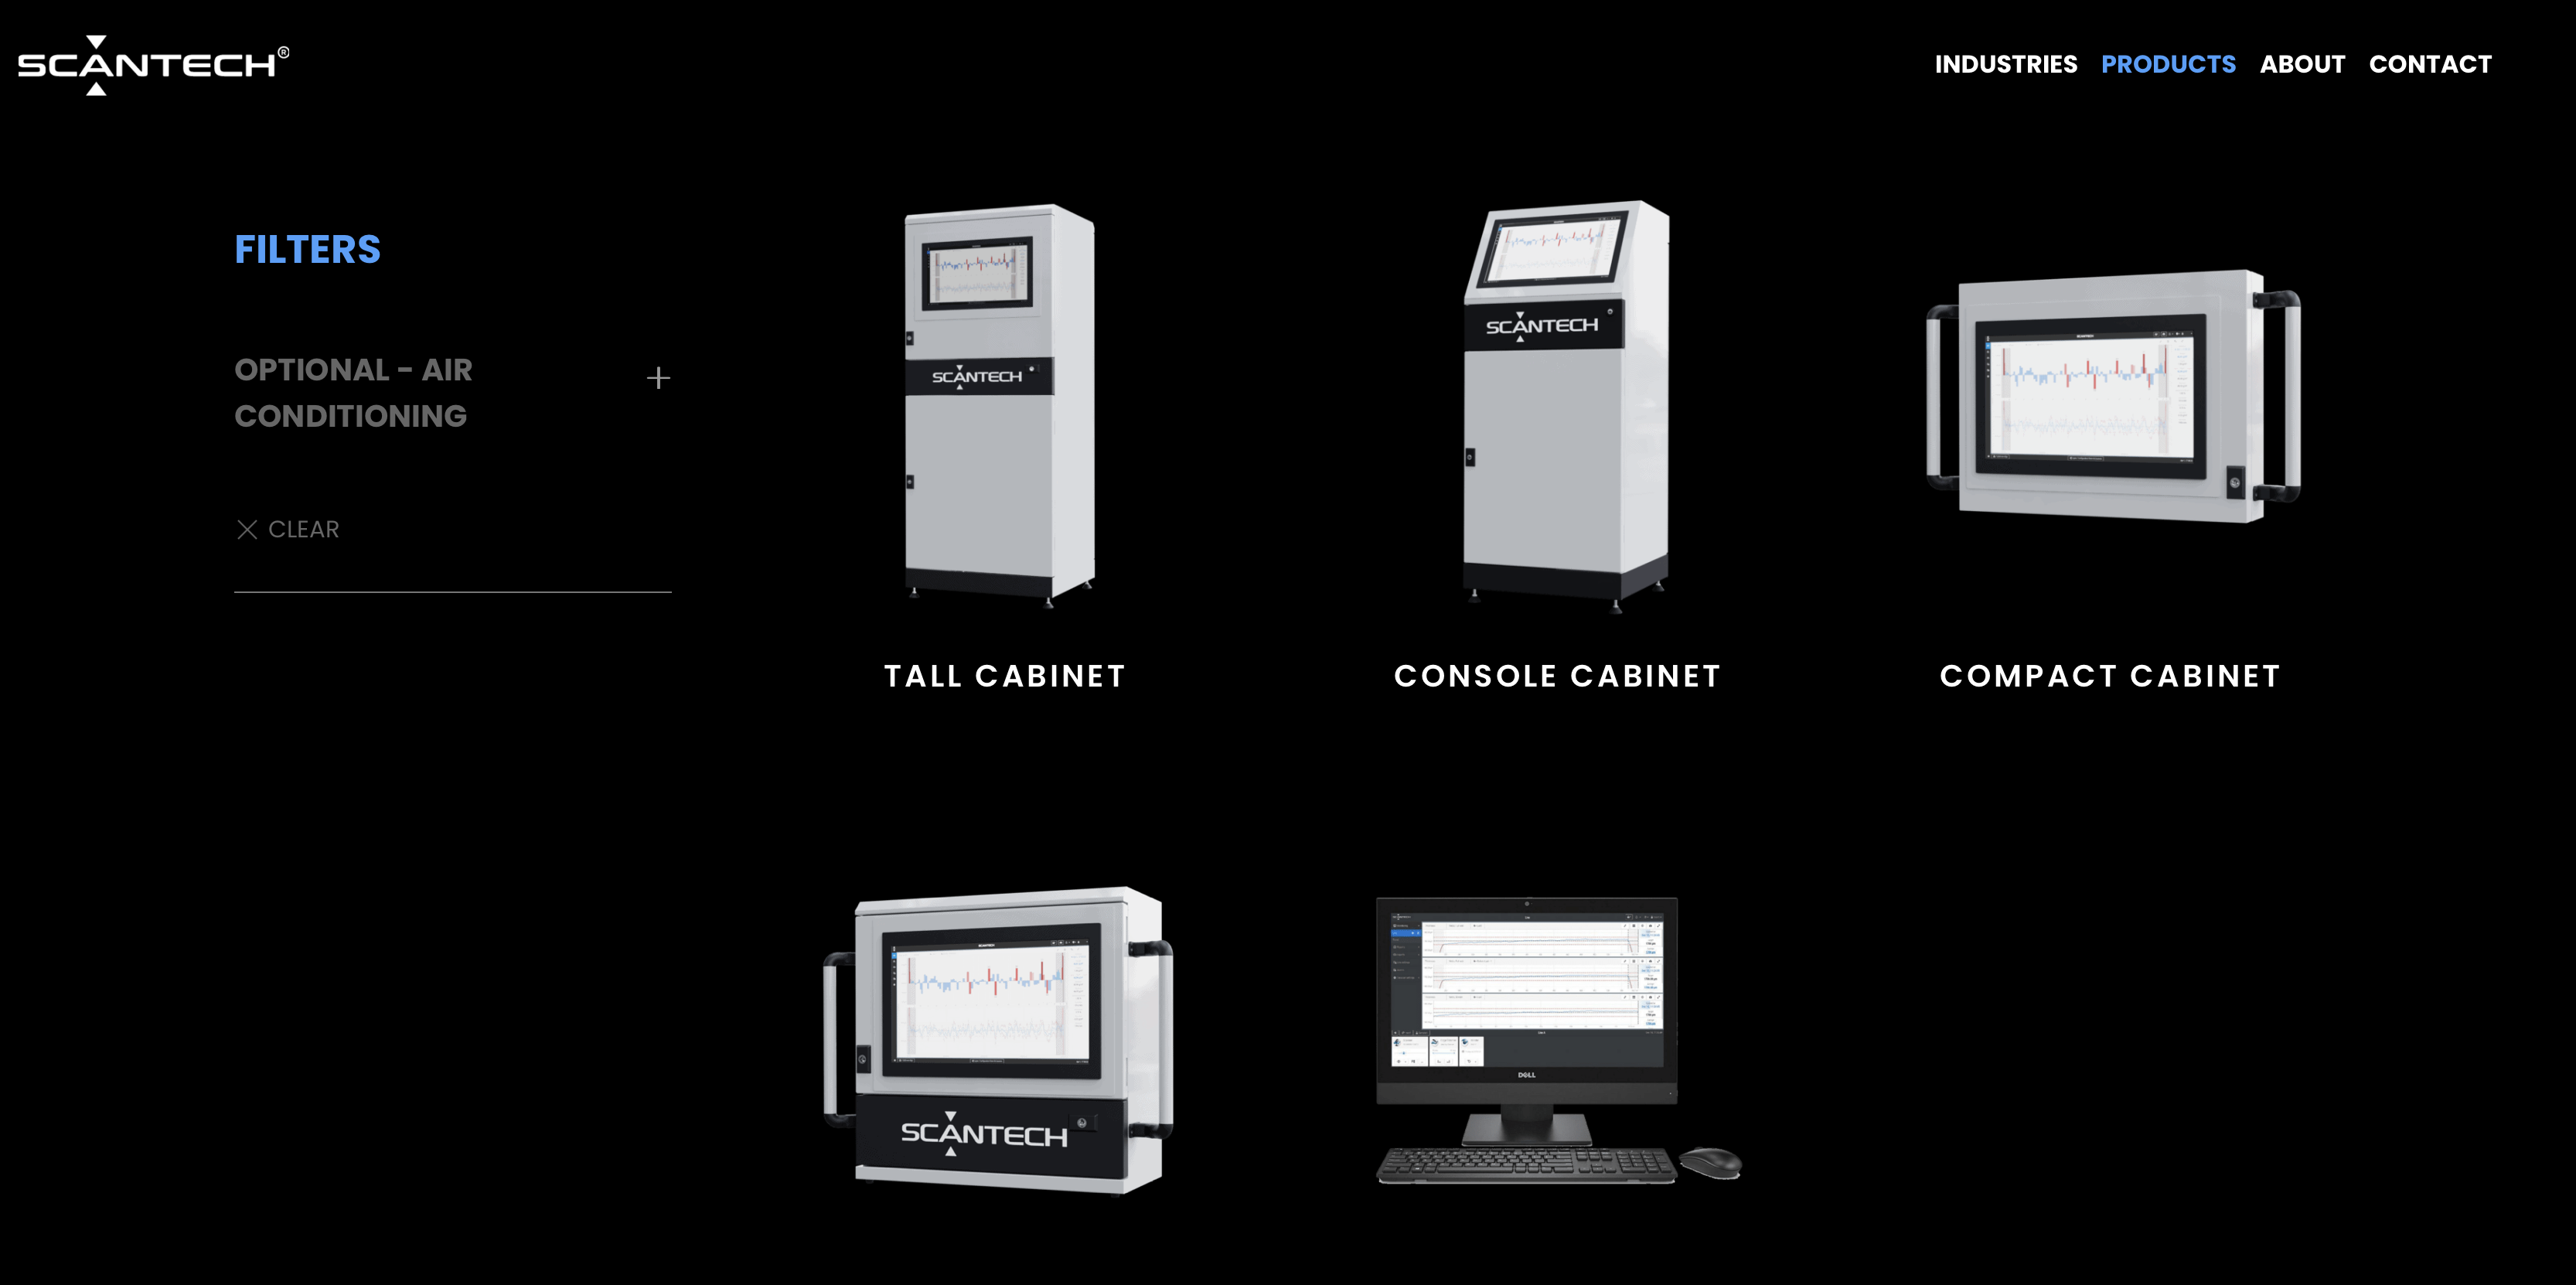 SCANTECH®
INDUSTRIES PRODUCTS ABOUT CONTACT
FILTERS
OPTIONAL - AIR
CONDITIONING
CLEAR
SCANTECH
SCANTECH
SCANTECH
TALL CABINET
CONSOLE CABINET
COMPACT CABINET
SCANTECH
DELL